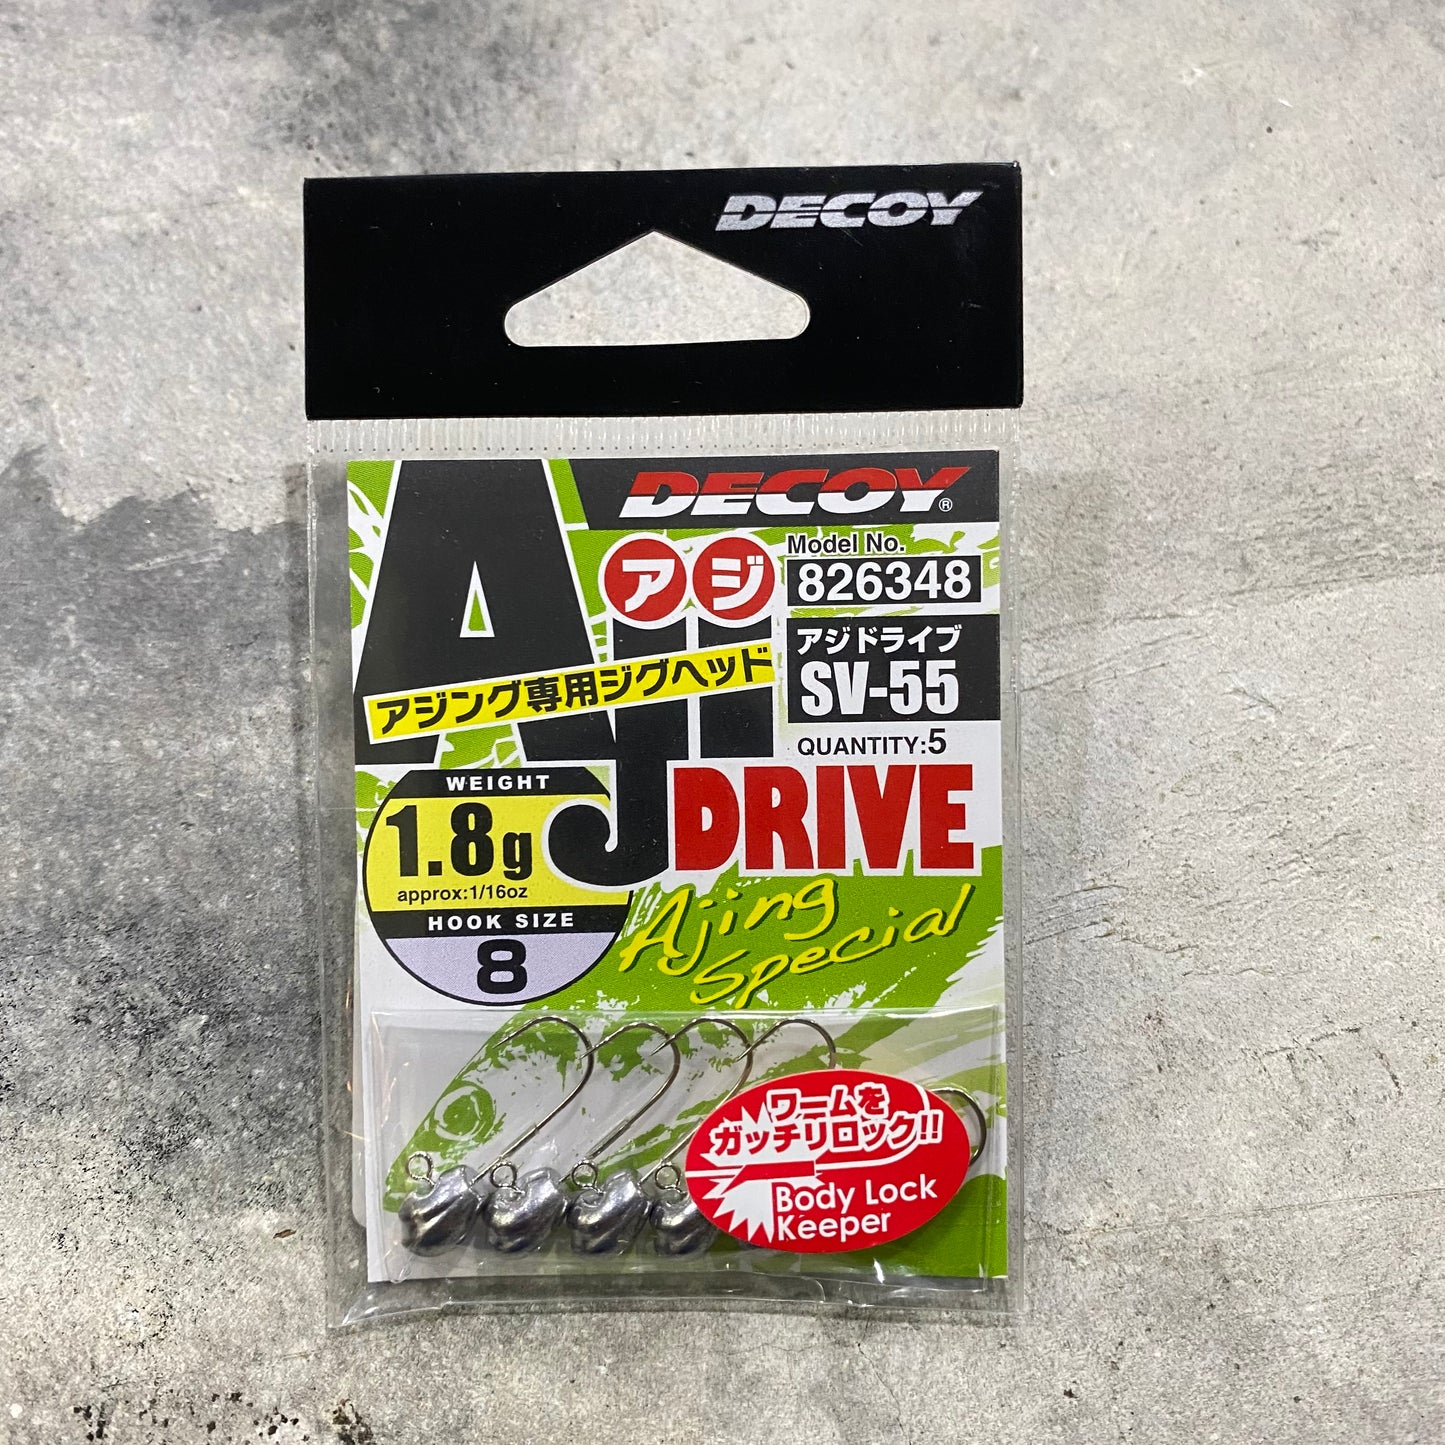 DECOY
DECOY®
アジ
Model No.
826348
Aji
アジドライブ
SV-55
アジング専用ジグヘッド
QUANTITY:5
DRIVE
WEIGHT
1.8g
approx:1/16oz
HOOK SIZE
8
Ajing
Special
ワームを
ガッチリロック!!
Body Lock
Keeper